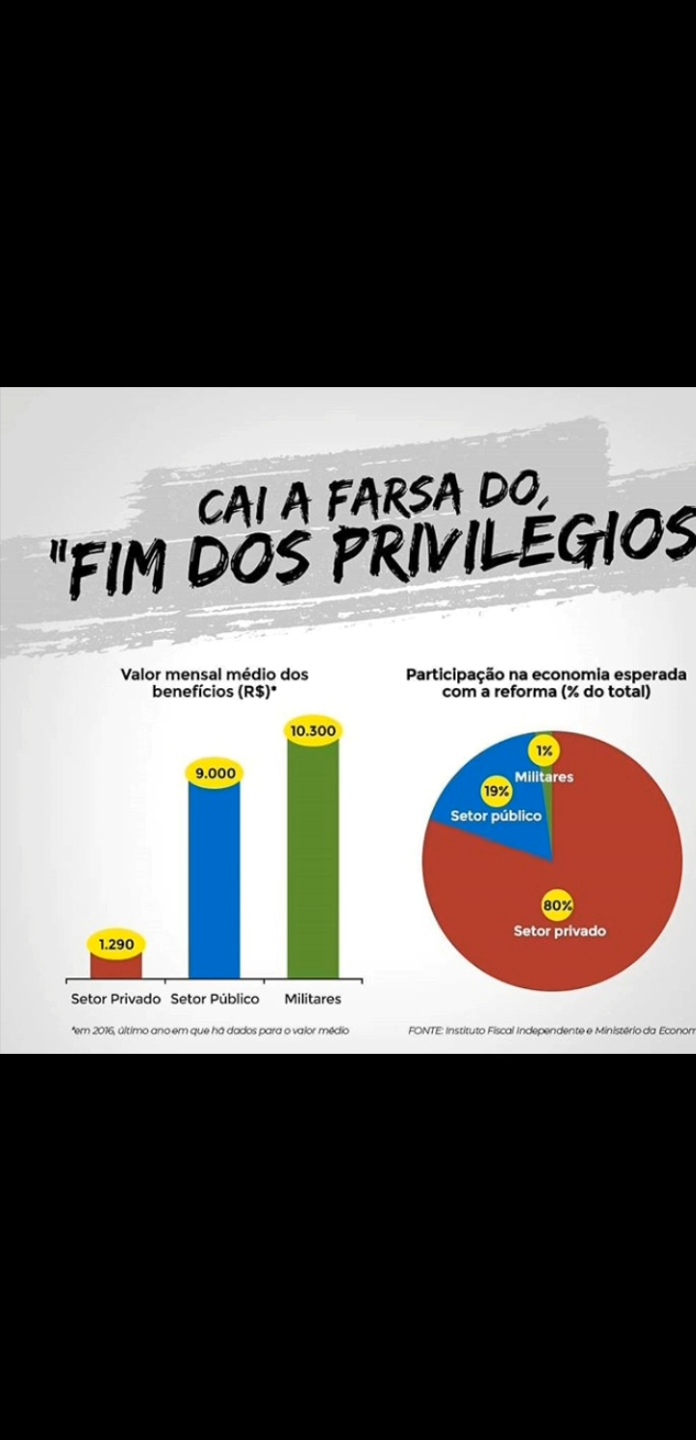 CAI A FARSA DO,
"FIM DOS PRIVILÉGIOS
Valor mensal médio dos
benefícios (R$)*
10.300
9.000
1.290
Setor Privado Setor Público Militares
*em 2016, último ano em que há dados para o valor médio
Participação na economia esperada
com a reforma (% do total)
1%
Militares
19%
Setor público
80%
Setor privado
FONTE: Instituto Fiscal Independente e Ministério da Econom